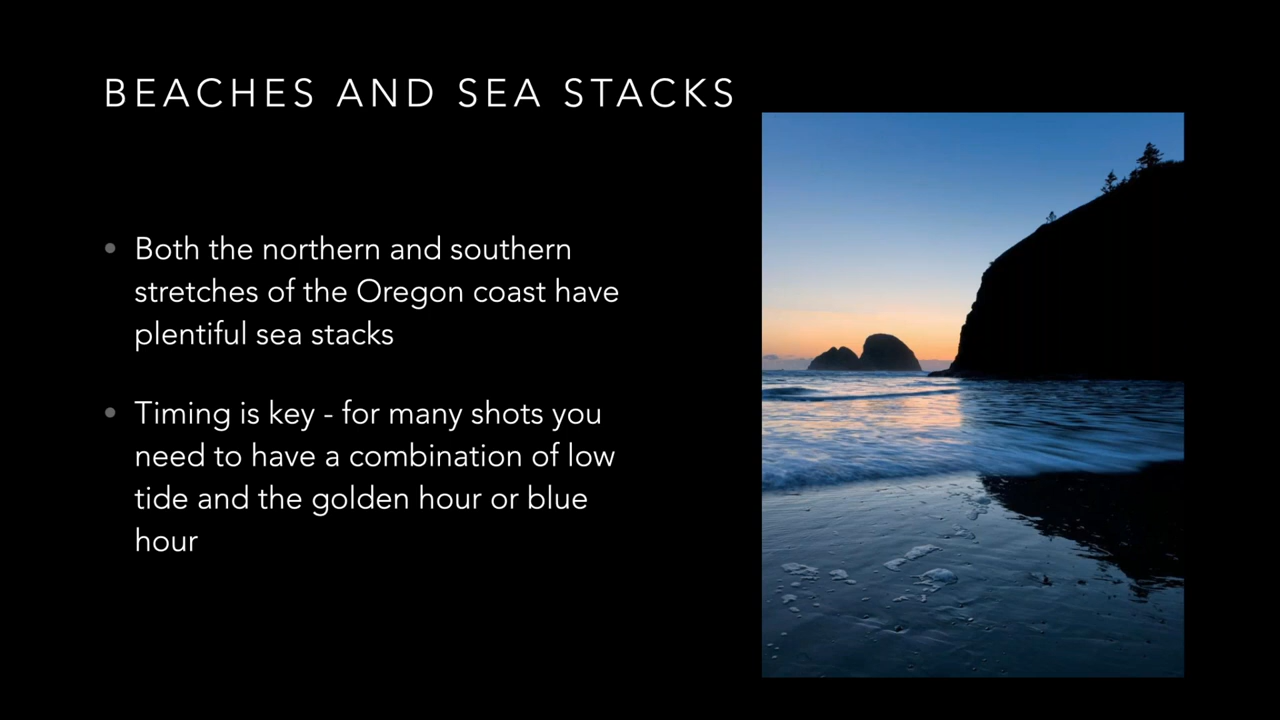 BEACHES AND SEA STACKS
• Both the northern and southern
stretches of the Oregon coast have
plentiful sea stacks
• Timing is key - for many shots you
need to have a combination of low
tide and the golden hour or blue
hour